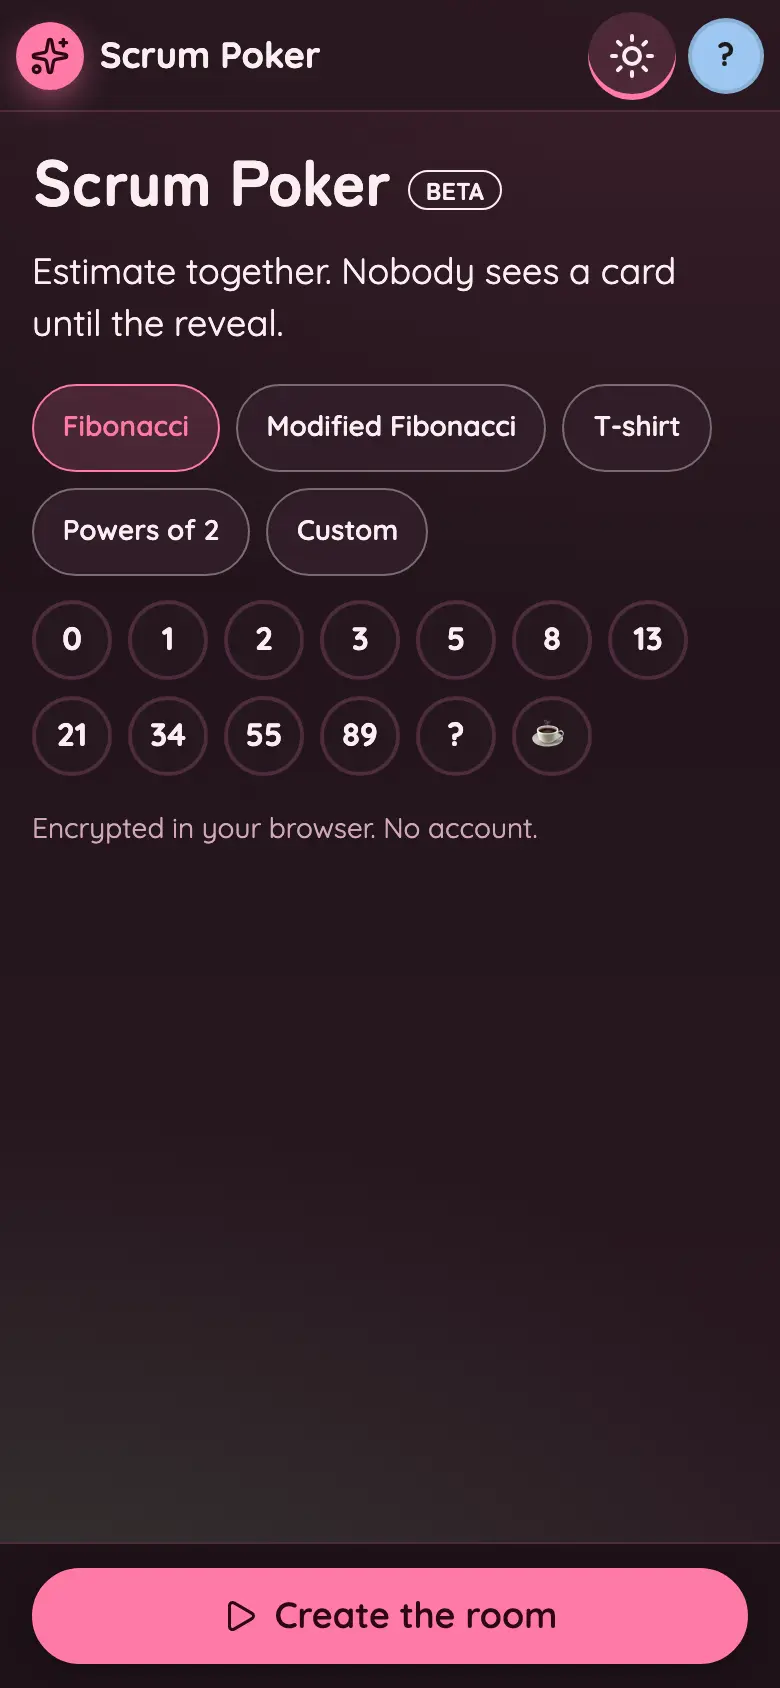 Scrum Poker
?
Scrum Poker BETA
Estimate together. Nobody sees a card
until the reveal.
Fibonacci Modified Fibonacci T-shirt
Powers of 2 Custom
0 1 2 3 5 8 13
21 34 55 89 ? ☕
Encrypted in your browser. No account.
Create the room